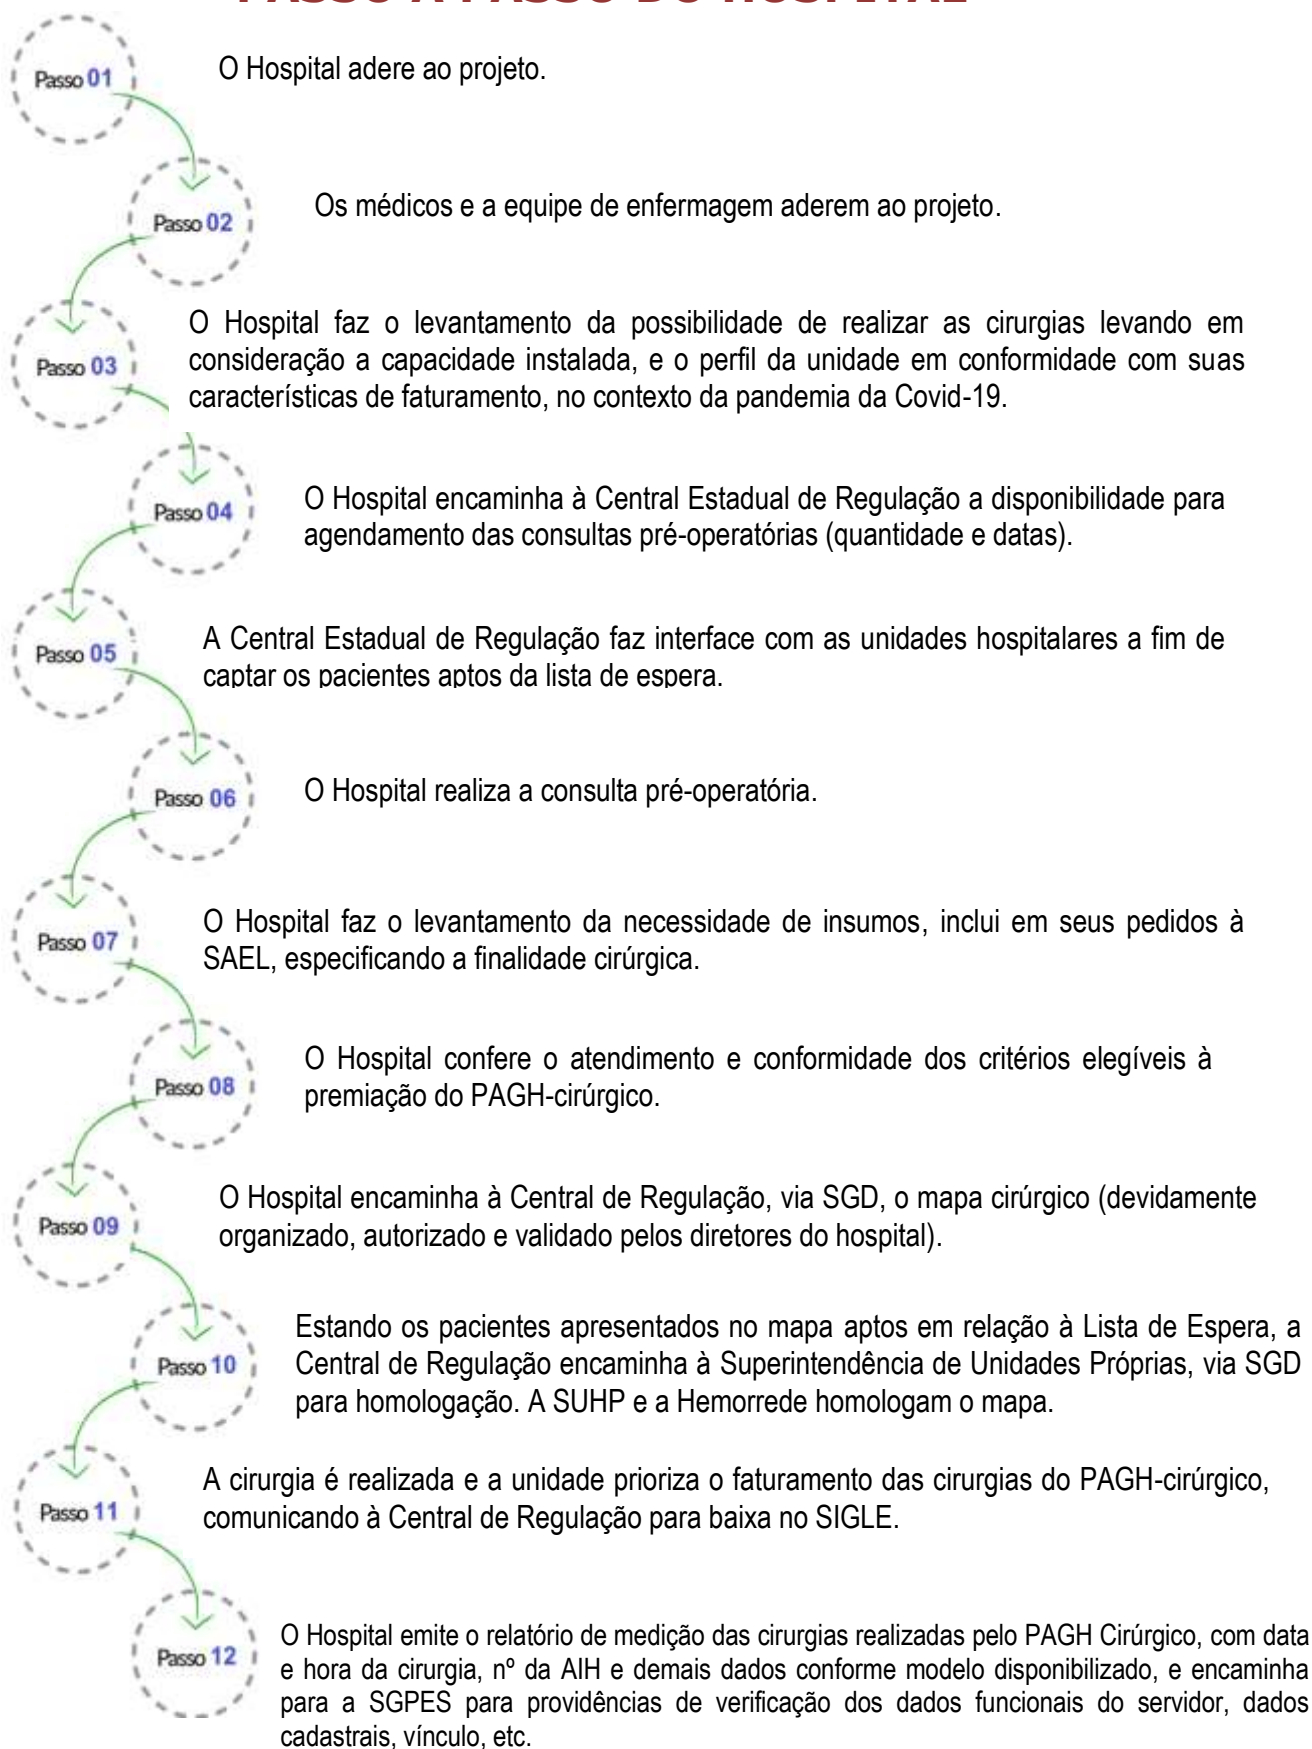 PASSO A PASSO DO HOSPITAL
Passo 01
O Hospital adere ao projeto.
Passo 02
Os médicos e a equipe de enfermagem aderem ao projeto.
Passo 03
O Hospital faz o levantamento da possibilidade de realizar as cirurgias levando em
consideração a capacidade instalada, e o perfil da unidade em conformidade com suas
características de faturamento, no contexto da pandemia da Covid-19.
Passo 04
O Hospital encaminha à Central Estadual de Regulação a disponibilidade para
agendamento das consultas pré-operatórias (quantidade e datas).
Passo 05
A Central Estadual de Regulação faz interface com as unidades hospitalares a fim de
captar os pacientes aptos da lista de espera.
Passo 06
O Hospital realiza a consulta pré-operatória.
Passo 07
O Hospital faz o levantamento da necessidade de insumos, inclui em seus pedidos à
SAEL, especificando a finalidade cirúrgica.
Passo 08
O Hospital confere o atendimento e conformidade dos critérios elegíveis à
premiação do PAGH-cirúrgico.
Passo 09
O Hospital encaminha à Central de Regulação, via SGD, o mapa cirúrgico (devidamente
organizado, autorizado e validado pelos diretores do hospital).
Passo 10
Estando os pacientes apresentados no mapa aptos em relação à Lista de Espera, a
Central de Regulação encaminha à Superintendência de Unidades Próprias, via SGD
para homologação. A SUHP e a Hemorrede homologam o mapa.
Passo 11
A cirurgia é realizada e a unidade prioriza o faturamento das cirurgias do PAGH-cirúrgico,
comunicando à Central de Regulação para baixa no SIGLE.
Passo 12
O Hospital emite o relatório de medição das cirurgias realizadas pelo PAGH Cirúrgico, com data
e hora da cirurgia, nº da AIH e demais dados conforme modelo disponibilizado, e encaminha
para a SGPES para providências de verificação dos dados funcionais do servidor, dados
cadastrais, vínculo, etc.